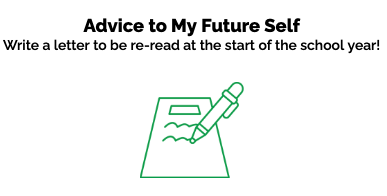 Advice to My Future Self
Write a letter to be re-read at the start of the school year!